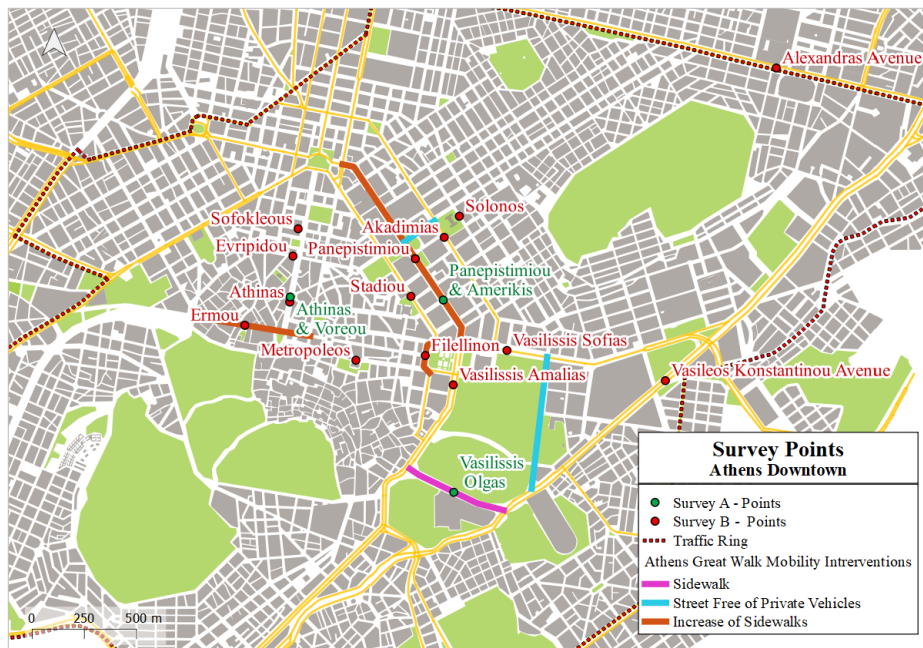 Alexandras Avenue
Solonos
Sofokleous
Akadimias
Evripidou
Panepistimiou
Panepistimiou
& Amerikis
Stadiou
Athinas
Athinas
& Voreou
Ermou
Metropoleos
Filellinon
Vasilissis Sofias
Vasilissis Amalias
Vasileos Konstantinou Avenue
Vasilissis
Olgas
Survey Points
Athens Downtown
Survey A - Points
Survey B - Points
Traffic Ring
Athens Great Walk Mobility Intrerventions
Sidewalk
Street Free of Private Vehicles
Increase of Sidewalks
0 250 500 m